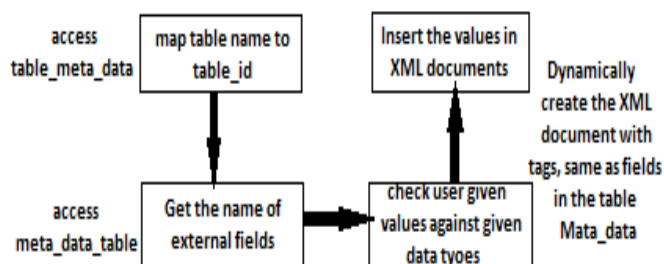 access
table_meta_data
map table name to
table_id
Insert the values in
XML documents
Dynamically
create the XML
document with
tags, same as fields
in the table
Mata_data
access
meta_data_table
Get the name of
external fields
check user given
values against given
data tyoes